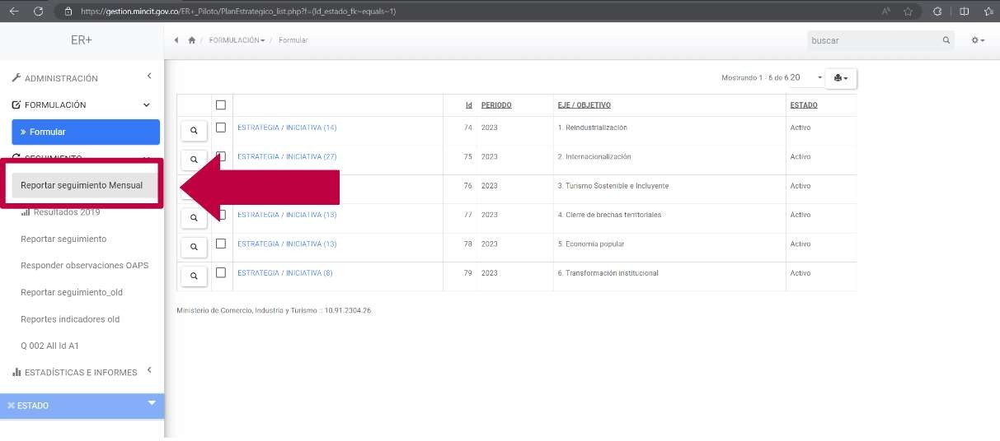 https://gestion.mincit.gov.co/ER+_Piloto/PlanEstrategico_list.php?f=(Id_estado_fk~equals~1)
ER+
/ FORMULACIÓN / Formular
buscar
ADMINISTRACIÓN
FORMULACIÓN
» Formular
SEGUIMIENTO
Reportar seguimiento Mensual
Resultados 2019
Reportar seguimiento
Responder observaciones OAPS
Reportar seguimiento_old
Reportes indicadores old
Q 002 All Id A1
ESTADÍSTICAS E INFORMES
ESTADO
Mostrando 1 - 6 de 6 20
Id PERIODO EJE / OBJETIVO ESTADO
ESTRATEGIA / INICIATIVA (14) 74 2023 1. Reindustrialización Activo
ESTRATEGIA / INICIATIVA (27) 75 2023 2. Internacionalización Activo
76 2023 3. Turismo Sostenible e Incluyente Activo
ESTRATEGIA / INICIATIVA (13) 77 2023 4. Cierre de brechas territoriales Activo
ESTRATEGIA / INICIATIVA (13) 78 2023 5. Economía popular Activo
ESTRATEGIA / INICIATIVA (8) 79 2023 6. Transformación institucional Activo
Ministerio de Comercio, Industria y Turismo :: 10.91.2304.26